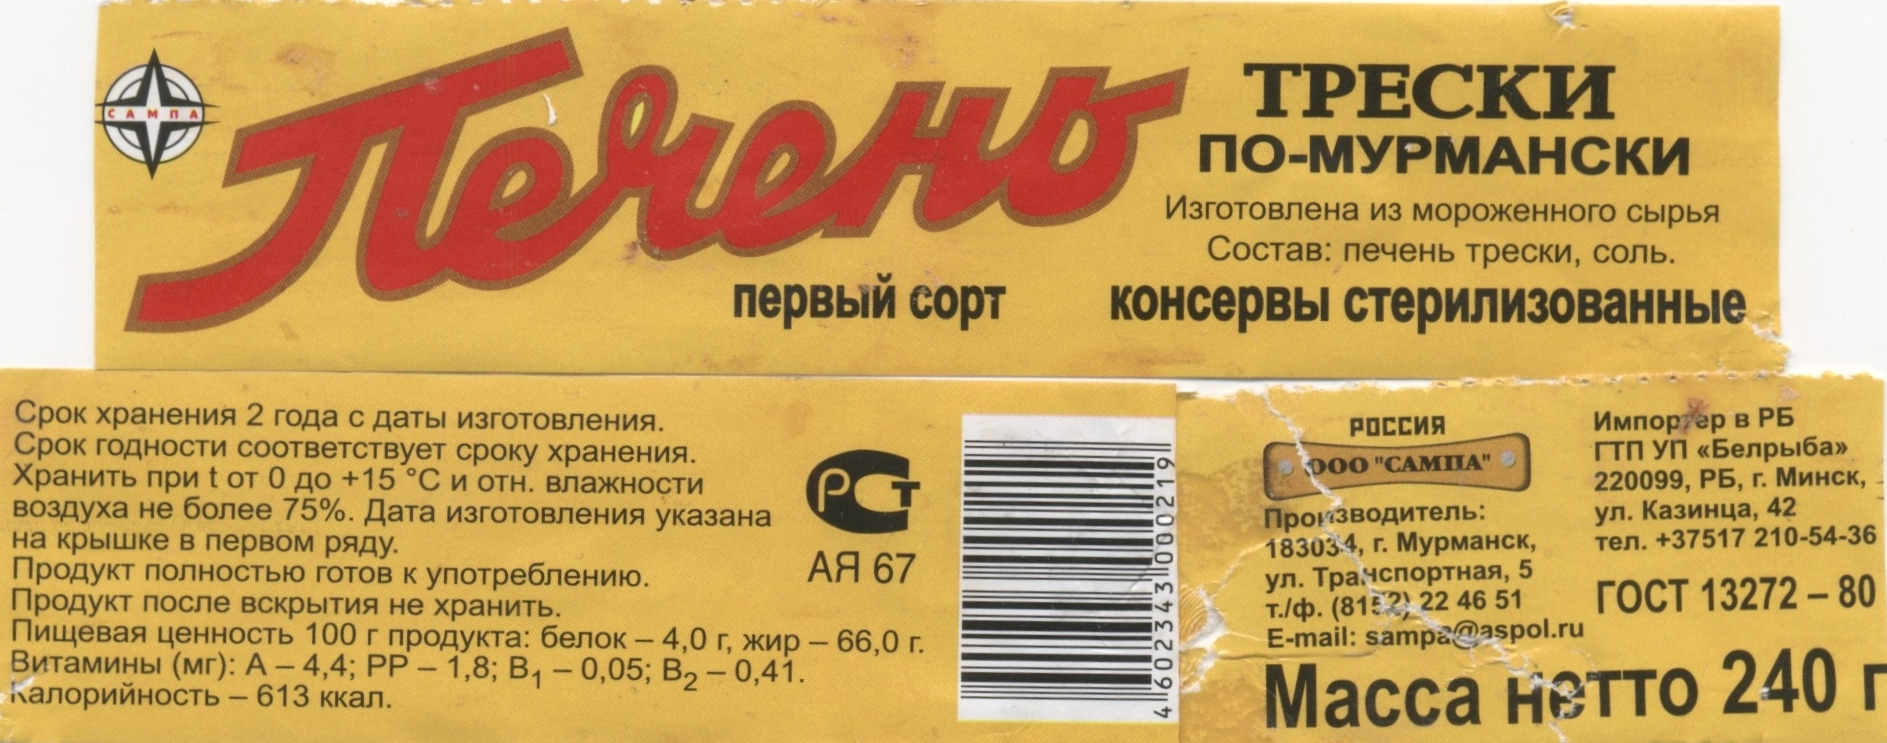 САМПА
Печень
ТРЕСКИ
ПО-МУРМАНСКИ
Изготовлена из мороженного сырья
Состав: печень трески, соль.
первый сорт
консервы стерилизованные
Срок хранения 2 года с даты изготовления.
Срок годности соответствует сроку хранения.
Хранить при t от 0 до +15 °С и отн. влажности
воздуха не более 75%. Дата изготовления указана
на крышке в первом ряду.
Продукт полностью готов к употреблению.
Продукт после вскрытия не хранить.
Пищевая ценность 100 г продукта: белок – 4,0 г, жир – 66,0 г.
Витамины (мг): А – 4,4; РР – 1,8; В₁ – 0,05; В₂ – 0,41.
Калорийность – 613 ккал.
РСТ
АЯ 67
4 602343 000219
РОССИЯ
ООО "САМПА"
Производитель:
183034, г. Мурманск,
ул. Транспортная, 5
т./ф. (8152) 22 46 51
E-mail: sampa@aspol.ru
Импортер в РБ
ГТП УП «Белрыба»
220099, РБ, г. Минск,
ул. Казинца, 42
тел. +37517 210-54-36
ГОСТ 13272 – 80
Масса нетто 240 г